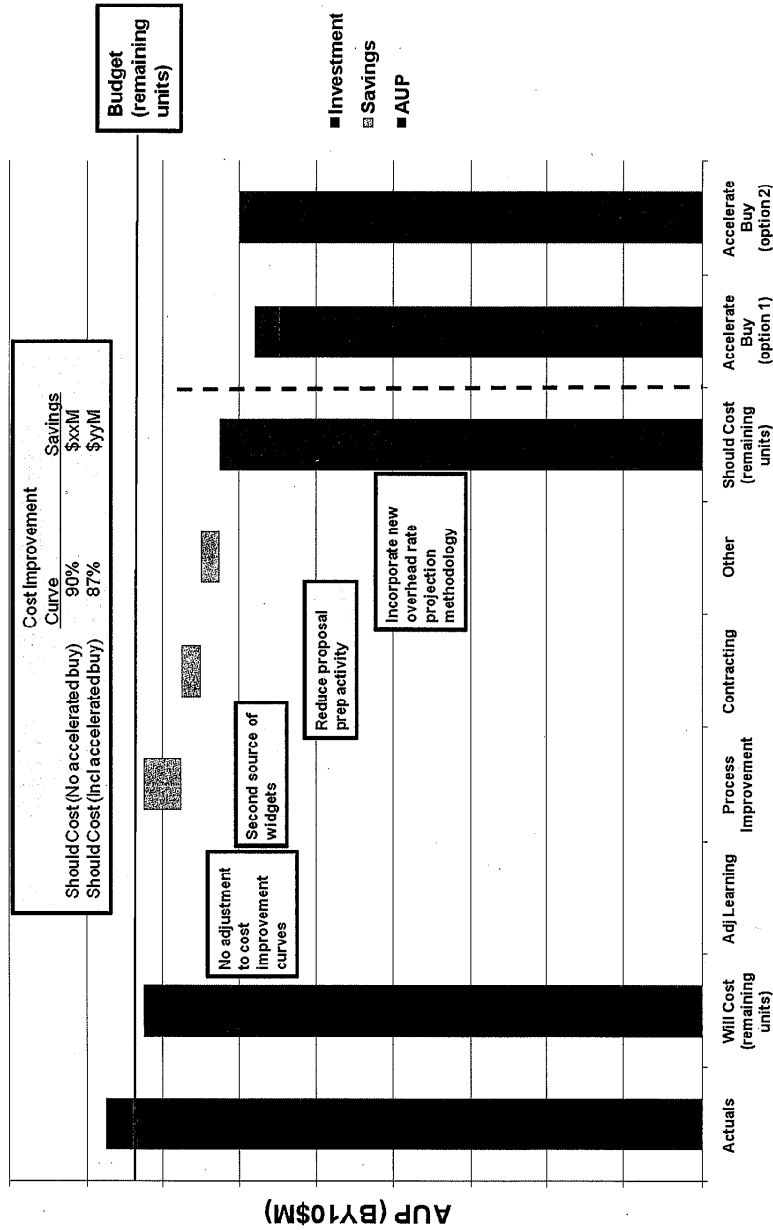 Cost Improvement
Curve Savings
Should Cost (No accelerated buy) 90% $xxM
Should Cost (Incl accelerated buy) 87% $yyM
Budget
(remaining
units)
Investment
Savings
AUP
AUP (BY10$M)
No adjustment
to cost
improvement
curves
Second source of
widgets
Reduce proposal
prep activity
Incorporate new
overhead rate
projection
methodology
Actuals
Will Cost
(remaining
units)
Adj Learning
Process
Improvement
Contracting
Other
Should Cost
(remaining
units)
Accelerate
Buy
(option 1)
Accelerate
Buy
(option 2)